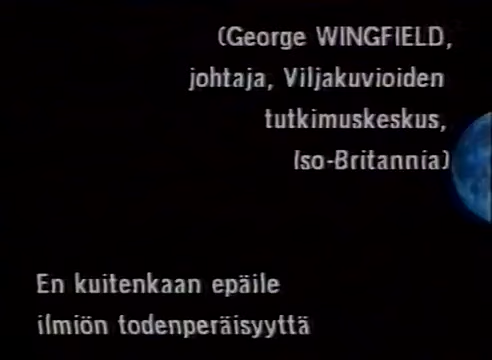 (George WINGFIELD,
johtaja, Viljakuvioiden
tutkimuskeskus,
Iso-Britannia)
En kuitenkaan epäile
ilmiön todenperäisyyttä